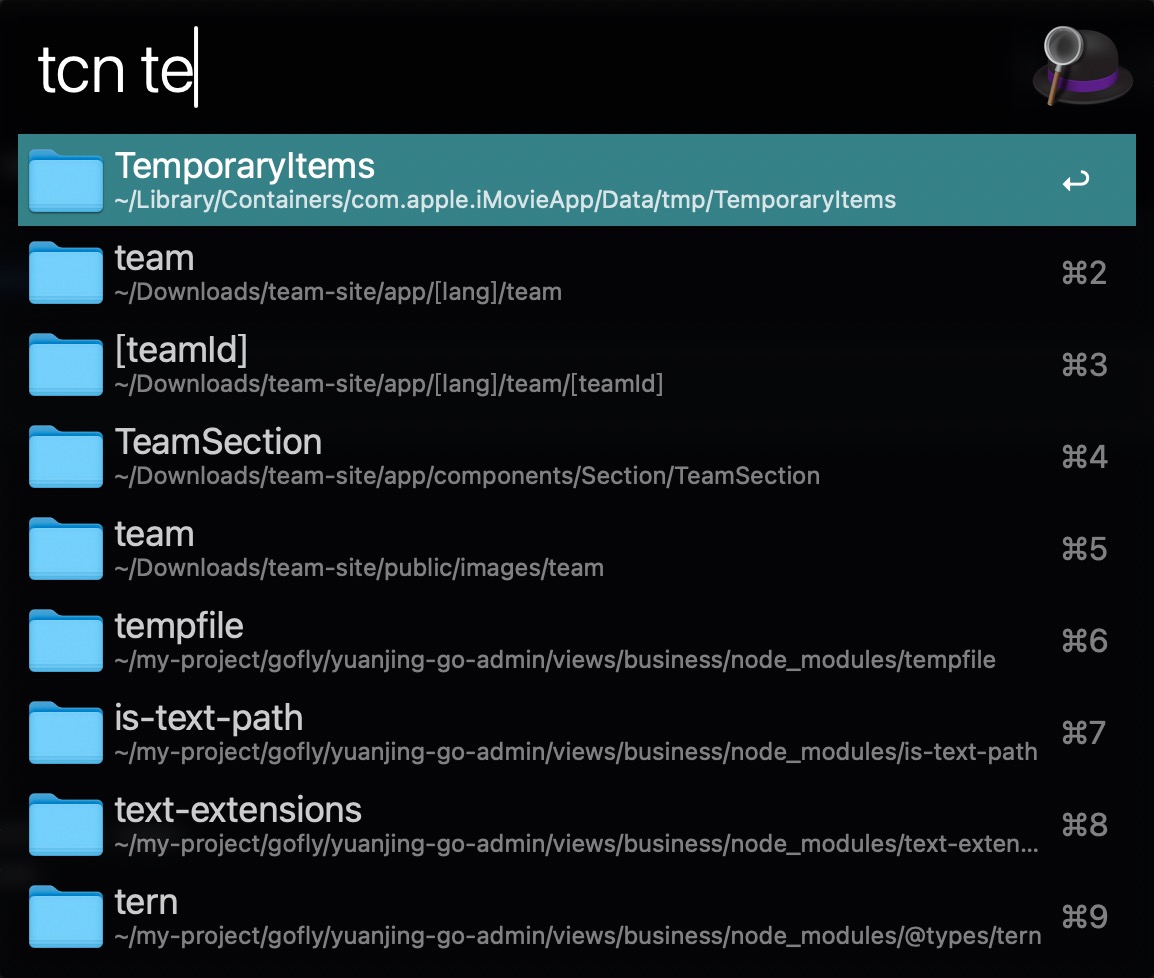 tcn te
TemporaryItems
~/Library/Containers/com.apple.iMovieApp/Data/tmp/TemporaryItems
↩
team
~/Downloads/team-site/app/[lang]/team
⌘2
[teamId]
~/Downloads/team-site/app/[lang]/team/[teamId]
⌘3
TeamSection
~/Downloads/team-site/app/components/Section/TeamSection
⌘4
team
~/Downloads/team-site/public/images/team
⌘5
tempfile
~/my-project/gofly/yuanjing-go-admin/views/business/node_modules/tempfile
⌘6
is-text-path
~/my-project/gofly/yuanjing-go-admin/views/business/node_modules/is-text-path
⌘7
text-extensions
~/my-project/gofly/yuanjing-go-admin/views/business/node_modules/text-exten...
⌘8
tern
~/my-project/gofly/yuanjing-go-admin/views/business/node_modules/@types/tern
⌘9